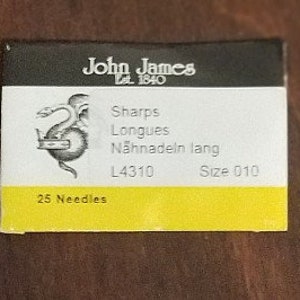 John James
Est. 1840
Sharps
Longues
Nähnadeln lang
L4310 Size 010
25 Needles